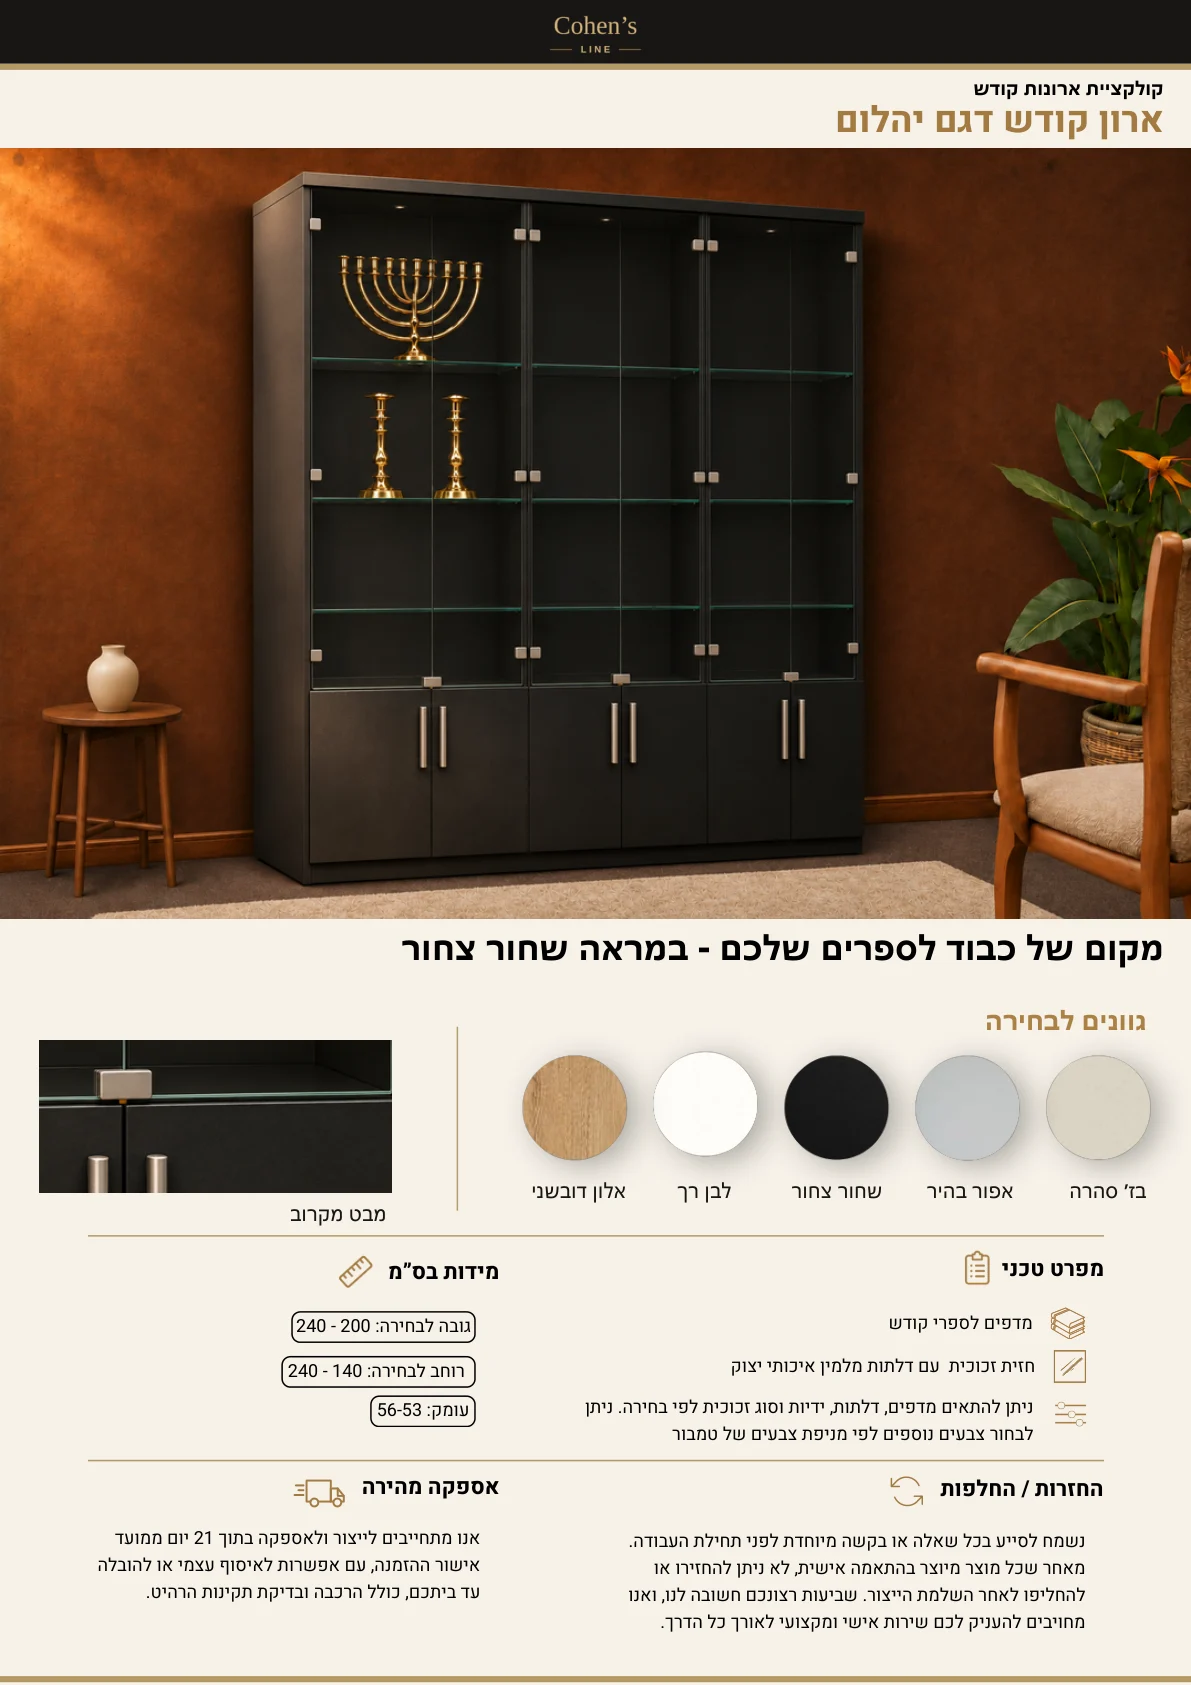 Cohen’s
LINE
קולקציית ארונות קודש
ארון קודש דגם יהלום
מקום של כבוד לספרים שלכם - במראה שחור צחור
גוונים לבחירה
בז’ סהרה
אפור בהיר
שחור צחור
לבן רך
אלון דובשני
מבט מקרוב
מפרט טכני
מדפים לספרי קודש
חזית זכוכית עם דלתות מלמין איכותי יצוק
ניתן להתאים מדפים, דלתות, ידיות וסוג זכוכית לפי בחירה. ניתן
לבחור צבעים נוספים לפי מניפת צבעים של טמבור
מידות בס”מ
גובה לבחירה: 200 - 240
רוחב לבחירה: 140 - 240
עומק: 56-53
החזרות / החלפות
נשמח לסייע בכל שאלה או בקשה מיוחדת לפני תחילת העבודה.
מאחר שכל מוצר מיוצר בהתאמה אישית, לא ניתן להחזירו או
להחליפו לאחר השלמת הייצור. שביעות רצונכם חשובה לנו, ואנו
מחויבים להעניק לכם שירות אישי ומקצועי לאורך כל הדרך.
אספקה מהירה
אנו מתחייבים לייצור ולאספקה בתוך 21 יום ממועד
אישור ההזמנה, עם אפשרות לאיסוף עצמי או להובלה
עד ביתכם, כולל הרכבה ובדיקת תקינות הרהיט.